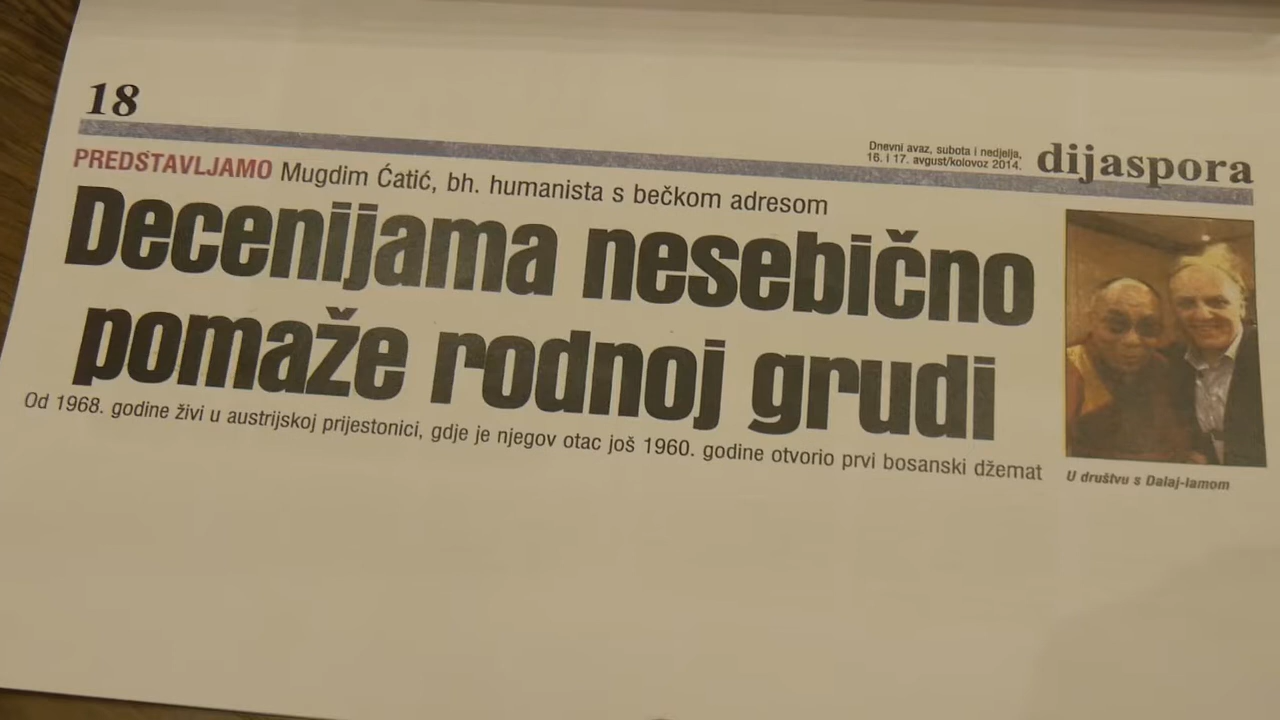 18
Dnevni avaz, subota i nedjelja,
16. i 17. avgust/kolovoz 2014.
dijaspora
PREDSTAVLJAMO Mugdim Ćatić, bh. humanista s bečkom adresom
Decenijama nesebično
pomaže rodnoj grudi
Od 1968. godine živi u austrijskoj prijestonici, gdje je njegov otac još 1960. godine otvorio prvi bosanski džemat
U društvu s Dalaj-lamom